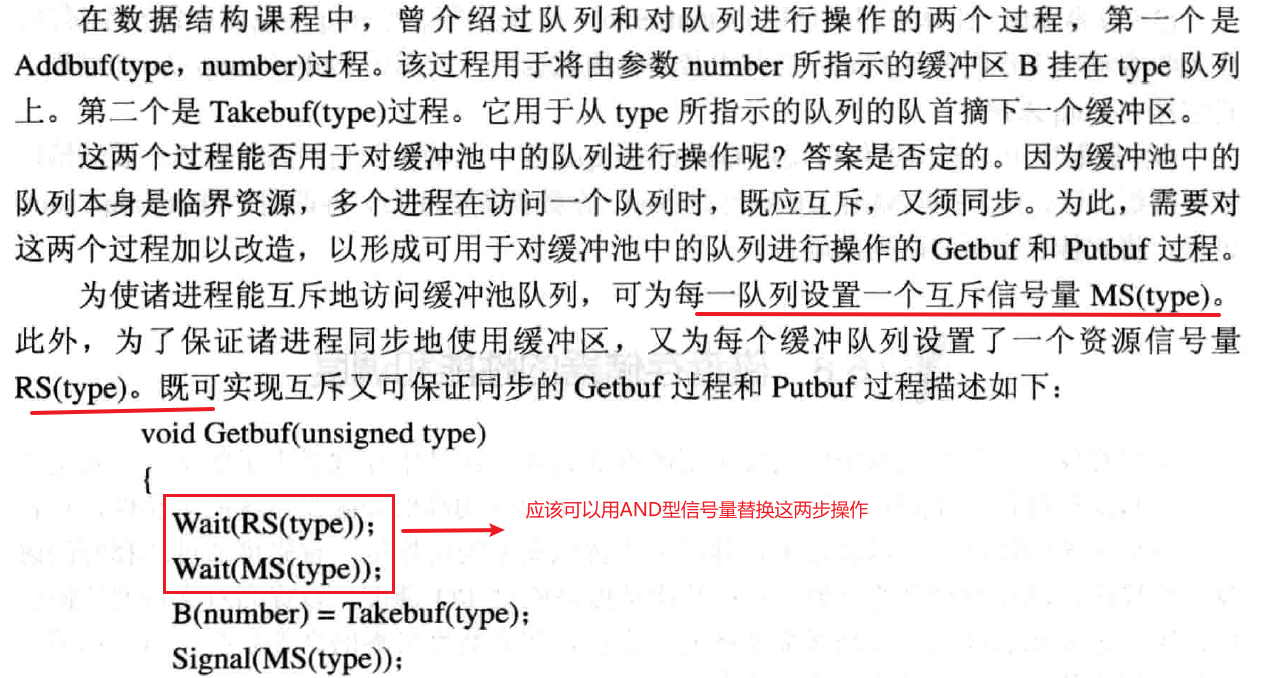 在数据结构课程中，曾介绍过队列和对队列进行操作的两个过程，第一个是
Addbuf(type，number)过程。该过程用于将由参数 number 所指示的缓冲区 B 挂在 type 队列
上。第二个是 Takebuf(type)过程。它用于从 type 所指示的队列的队首摘下一个缓冲区。
这两个过程能否用于对缓冲池中的队列进行操作呢？答案是否定的。因为缓冲池中的
队列本身是临界资源，多个进程在访问一个队列时，既应互斥，又须同步。为此，需要对
这两个过程加以改造，以形成可用于对缓冲池中的队列进行操作的 Getbuf 和 Putbuf 过程。
为使诸进程能互斥地访问缓冲池队列，可为每一队列设置一个互斥信号量 MS(type)。
此外，为了保证诸进程同步地使用缓冲区，又为每个缓冲队列设置了一个资源信号量
RS(type)。既可实现互斥又可保证同步的 Getbuf 过程和 Putbuf 过程描述如下：
void Getbuf(unsigned type)
{
Wait(RS(type));
应该可以用AND型信号量替换这两步操作
Wait(MS(type));
B(number) = Takebuf(type);
Signal(MS(type));